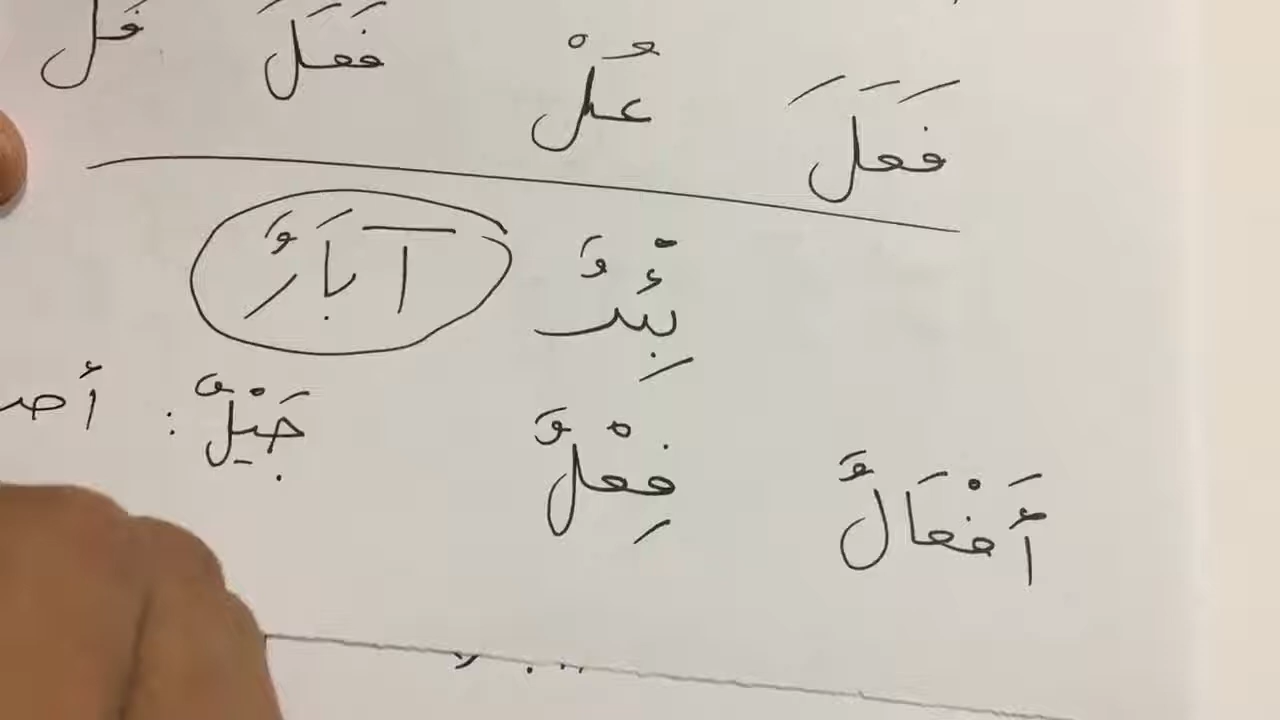 فَعَلَ عُلْ فَعَلَ فَل
بِئْرٌ آبَارٌ
فِعْلٌ جَيْلٌ :
أَفْعَالٌ